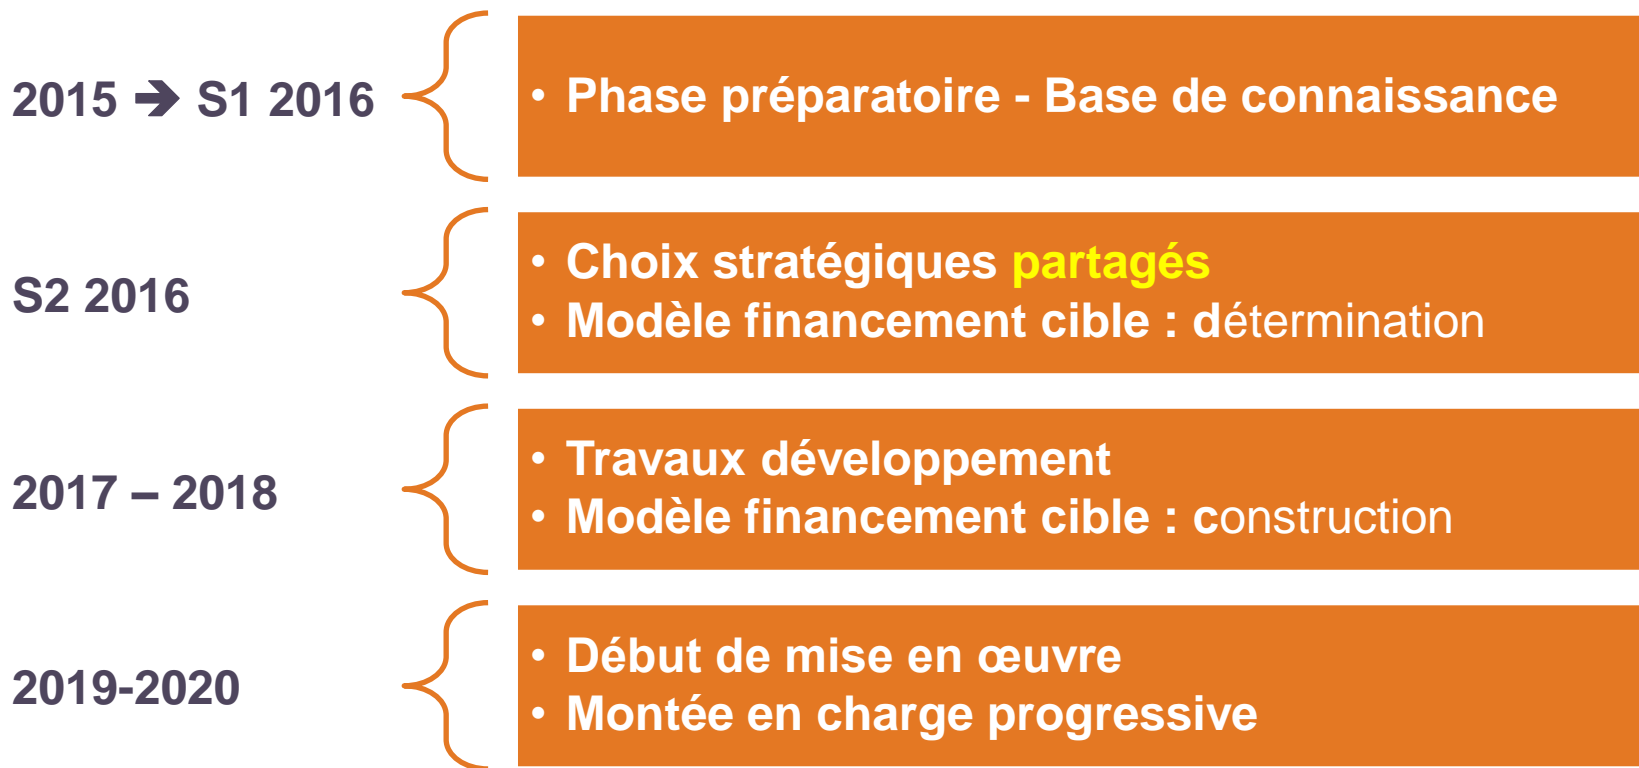 2015 ➔ S1 2016
• Phase préparatoire - Base de connaissance
S2 2016
• Choix stratégiques partagés
• Modèle financement cible : détermination
2017 – 2018
• Travaux développement
• Modèle financement cible : construction
2019-2020
• Début de mise en œuvre
• Montée en charge progressive